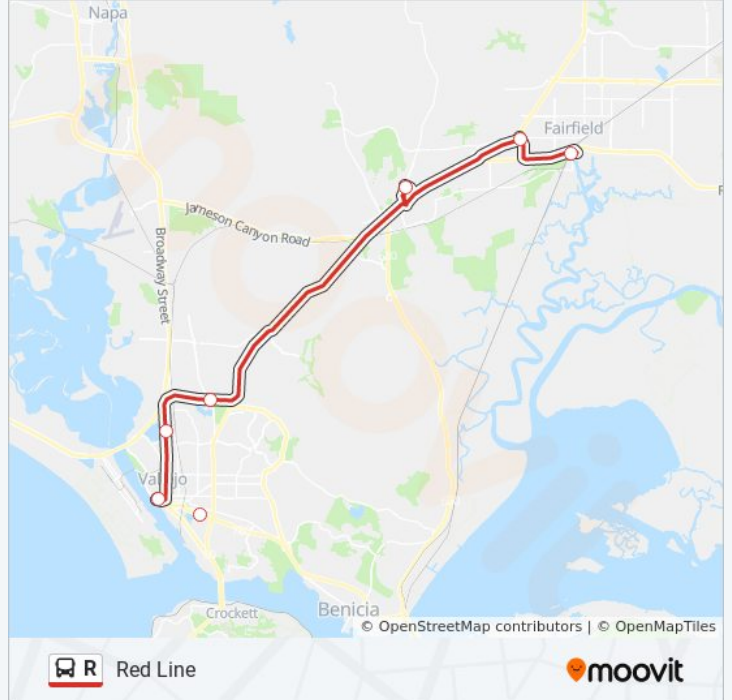 Napa
Fairfield
Jameson Canyon Road
Broadway Street
Vallejo
Crockett
Benicia
© OpenStreetMap contributors | © OpenMapTiles
R Red Line
moovit